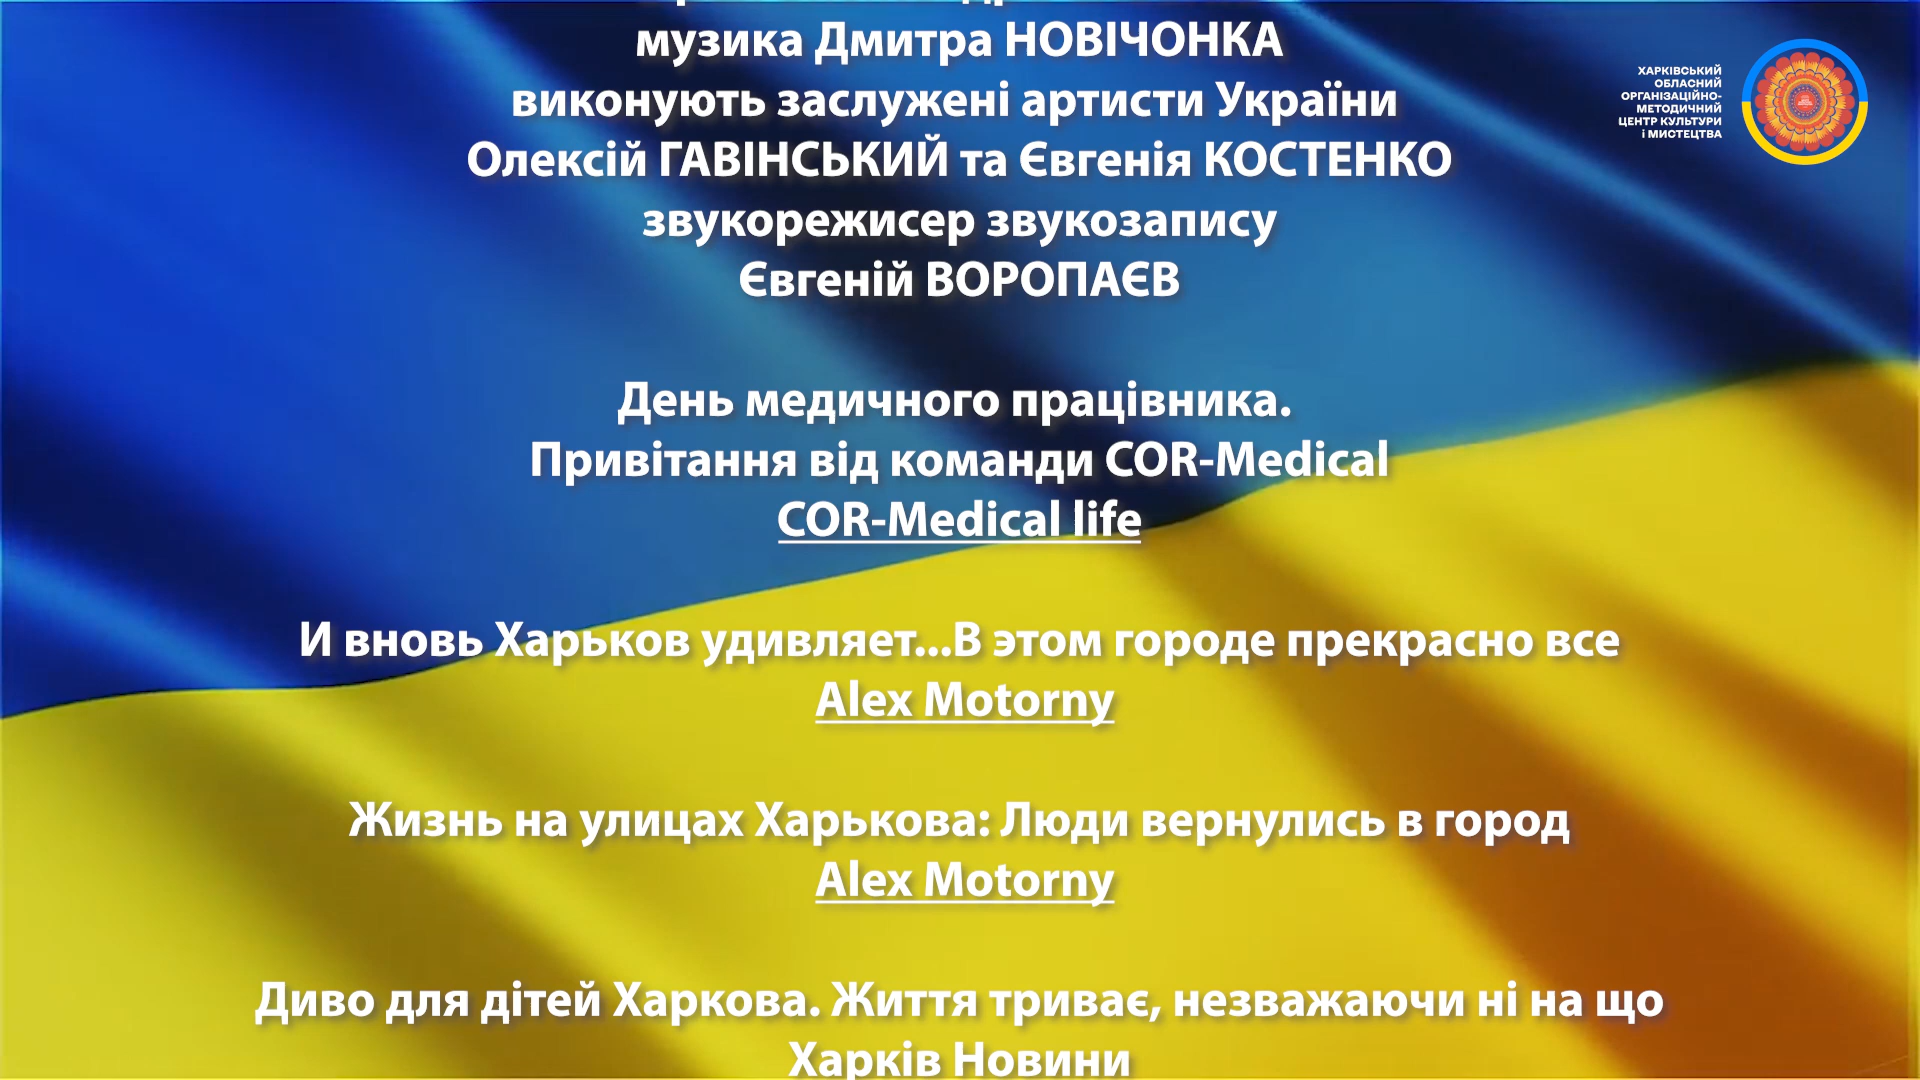 музика Дмитра НОВІЧОНКА
виконують заслужені артисти України
Олексій ГАВІНСЬКИЙ та Євгенія КОСТЕНКО
звукорежисер звукозапису
Євгеній ВОРОПАЄВ
ХАРКІВСЬКИЙ
ОБЛАСНИЙ
ОРГАНІЗАЦІЙНО-
МЕТОДИЧНИЙ
ЦЕНТР КУЛЬТУРИ
і МИСТЕЦТВА
День медичного працівника.
Привітання від команди COR-Medical
COR-Medical life
И вновь Харьков удивляет...В этом городе прекрасно все
Alex Motorny
Жизнь на улицах Харькова: Люди вернулись в город
Alex Motorny
Диво для дітей Харкова. Життя триває, незважаючи ні на що
Харків Новини